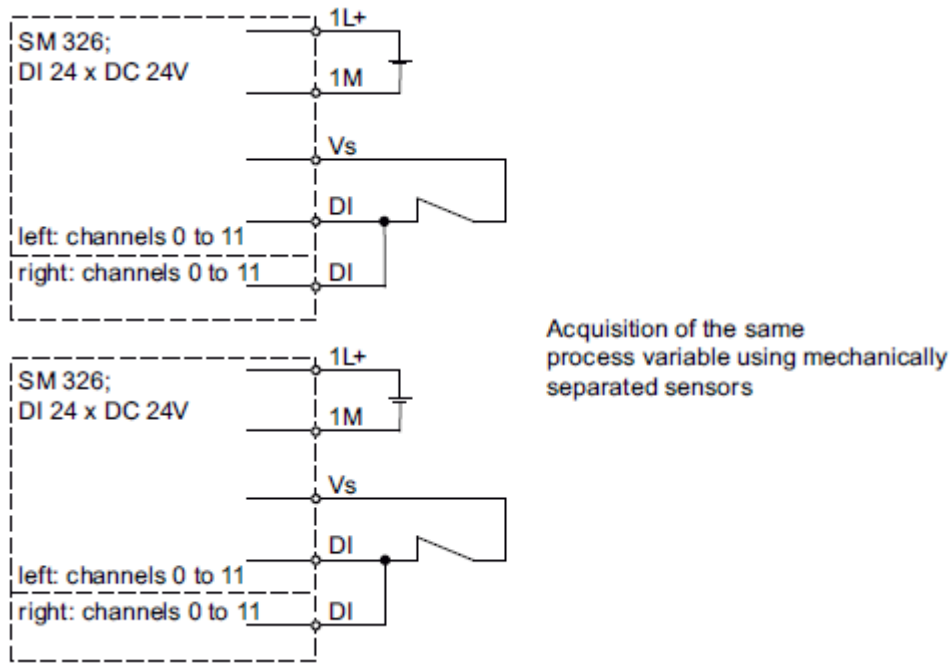 1L+
SM 326;
DI 24 x DC 24V
1M
Vs
DI
left: channels 0 to 11
right: channels 0 to 11
DI
Acquisition of the same
process variable using mechanically
separated sensors
1L+
SM 326;
DI 24 x DC 24V
1M
Vs
DI
left: channels 0 to 11
right: channels 0 to 11
DI